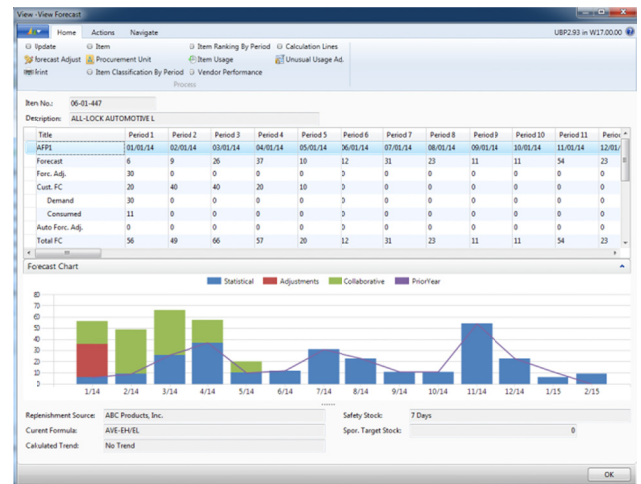 View -View Forecast
Home Actions Navigate UBP2.93 in W17.00.00
Update Item Item Ranking By Period Calculation Lines
Forecast Adjust Procurement Unit Item Usage Unusual Usage Ad.
Print Item Classification By Period Vendor Performance
Process
Item No.: 06-01-447
Description: ALL-LOCK AUTOMOTIVE L
Title Period 1 Period 2 Period 3 Period 4 Period 5 Period 6 Period 7 Period 8 Period 9 Period 10 Period 11 Period
AFP1 01/01/14 02/01/14 03/01/14 04/01/14 05/01/14 06/01/14 07/01/14 08/01/14 09/01/14 10/01/14 11/01/14 12/01/
Forecast 6 9 26 37 10 12 31 23 11 11 54 23
Forc. Adj. 30 0 0 0 0 0 0 0 0 0 0 0
Cust. FC 20 40 40 20 10 0 0 0 0 0 0 0
Demand 30 0 0 0 0 0 0 0 0 0 0 0
Consumed 11 0 0 0 0 0 0 0 0 0 0 0
Auto Forc. Adj. 0 0 0 0 0 0 0 0 0 0 0 0
Total FC 56 49 66 57 20 12 31 23 11 11 54 23
Forecast Chart
Statistical Adjustments Collaborative PriorYear
80
70
60
50
40
30
20
10
0
1/14 2/14 3/14 4/14 5/14 6/14 7/14 8/14 9/14 10/14 11/14 12/14 1/15 2/15
Replenishment Source: ABC Products, Inc. Safety Stock: 7 Days
Curent Formula: AVE-EH/EL Spor. Target Stock: 0
Calkulated Trend: No Trend
OK